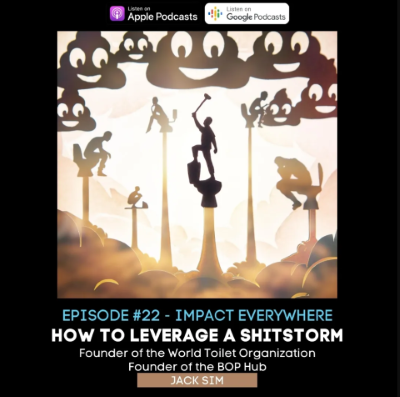 Listen on
Apple Podcasts
Listen on
Google Podcasts
EPISODE #22 - IMPACT EVERYWHERE
HOW TO LEVERAGE A SHITSTORM
Founder of the World Toilet Organization
Founder of the BOP Hub
JACK SIM